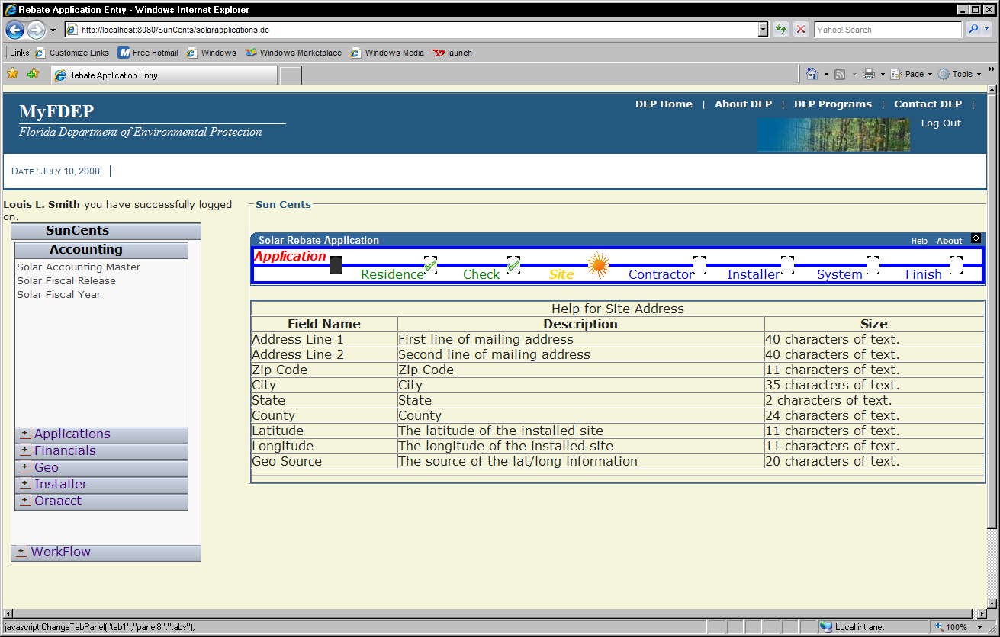 Rebate Application Entry - Windows Internet Explorer
http://localhost:8080/SunCents/solarapplications.do
Yahoo! Search
Links Customize Links Free Hotmail Windows Windows Marketplace Windows Media launch
Rebate Application Entry
Page Tools
MyFDEP
Florida Department of Environmental Protection
DEP Home | About DEP | DEP Programs | Contact DEP |
Log Out
DATE : JULY 10, 2008
Louis L. Smith you have successfully logged
on.
SunCents
Accounting
Solar Accounting Master
Solar Fiscal Release
Solar Fiscal Year
+ Applications
+ Financials
+ Geo
+ Installer
+ Oraacct
+ WorkFlow
Sun Cents
Solar Rebate Application Help About
Application
Residence Check Site Contractor Installer System Finish
Help for Site Address
Field Name Description Size
Address Line 1 First line of mailing address 40 characters of text.
Address Line 2 Second line of mailing address 40 characters of text.
Zip Code Zip Code 11 characters of text.
City City 35 characters of text.
State State 2 characters of text.
County County 24 characters of text.
Latitude The latitude of the installed site 11 characters of text.
Longitude The longitude of the installed site 11 characters of text.
Geo Source The source of the lat/long information 20 characters of text.
javascript:ChangeTabPanel("tab1","panel8","tabs"); Local intranet 100%